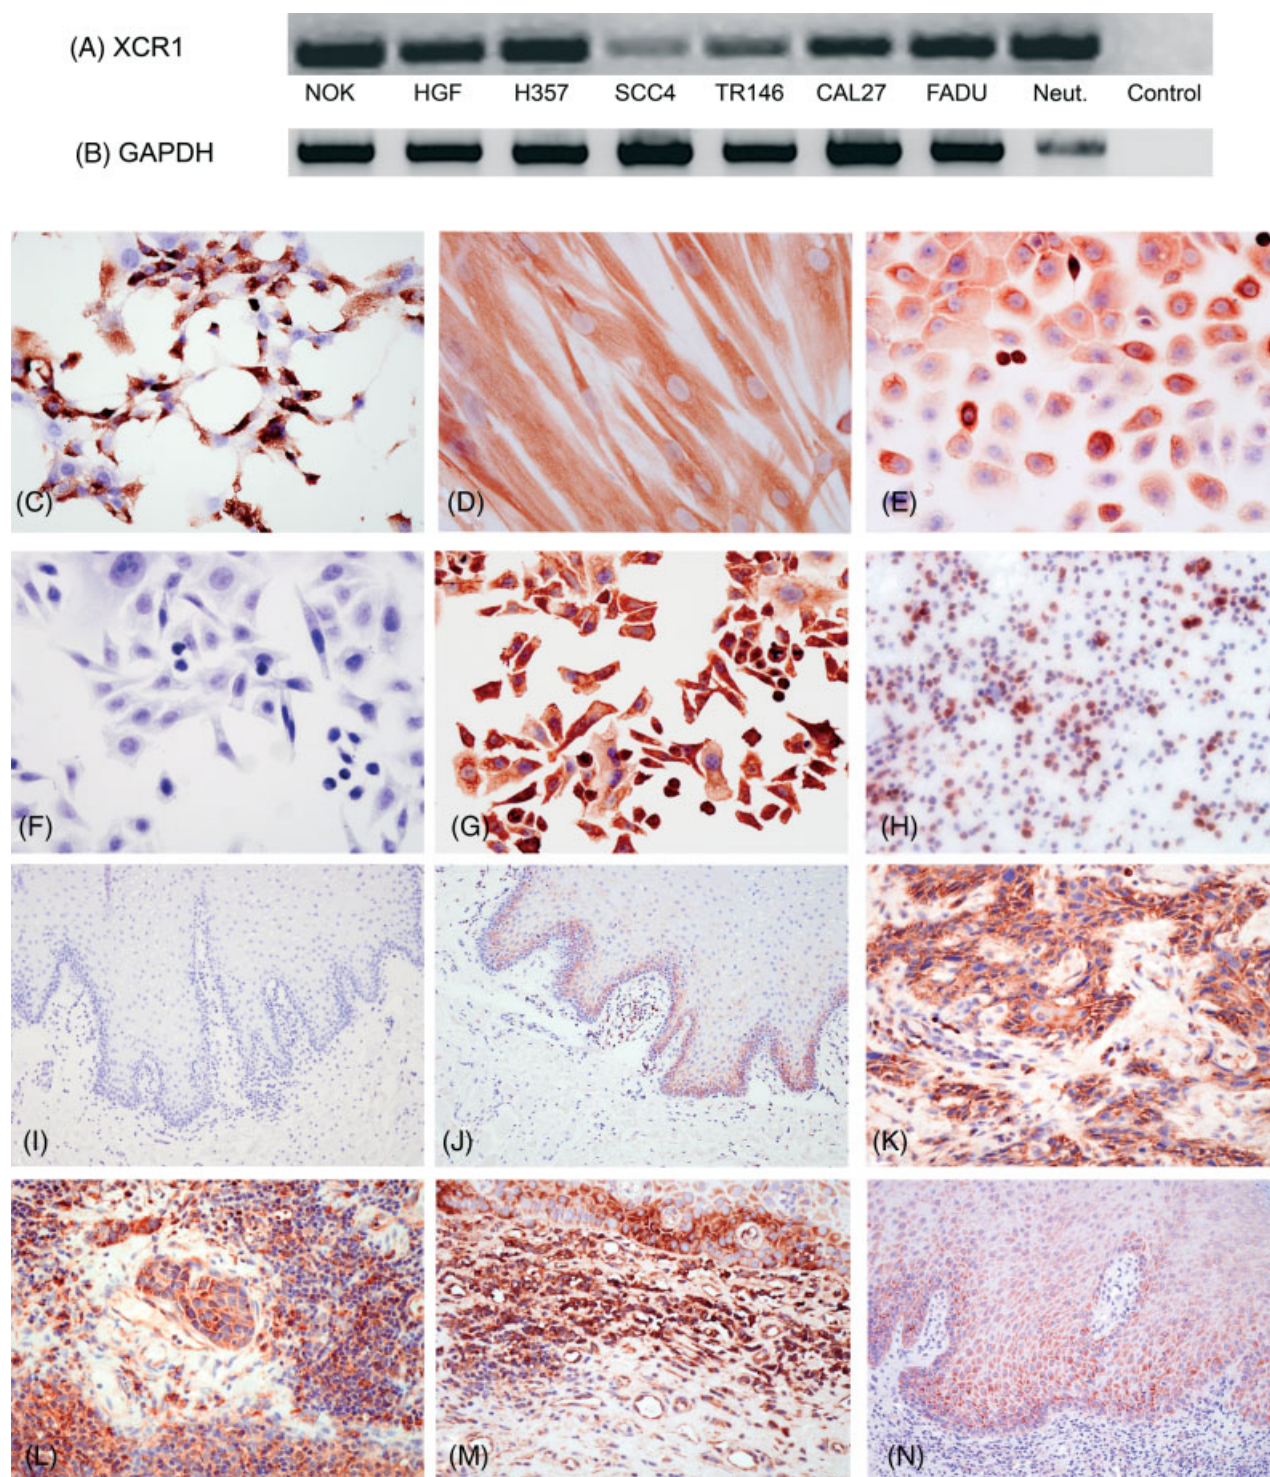 (A) XCR1
NOK HGF H357 SCC4 TR146 CAL27 FADU Neut. Control
(B) GAPDH
(C) (D) (E)
(F) (G) (H)
(I) (J) (K)
(L) (M) (N)